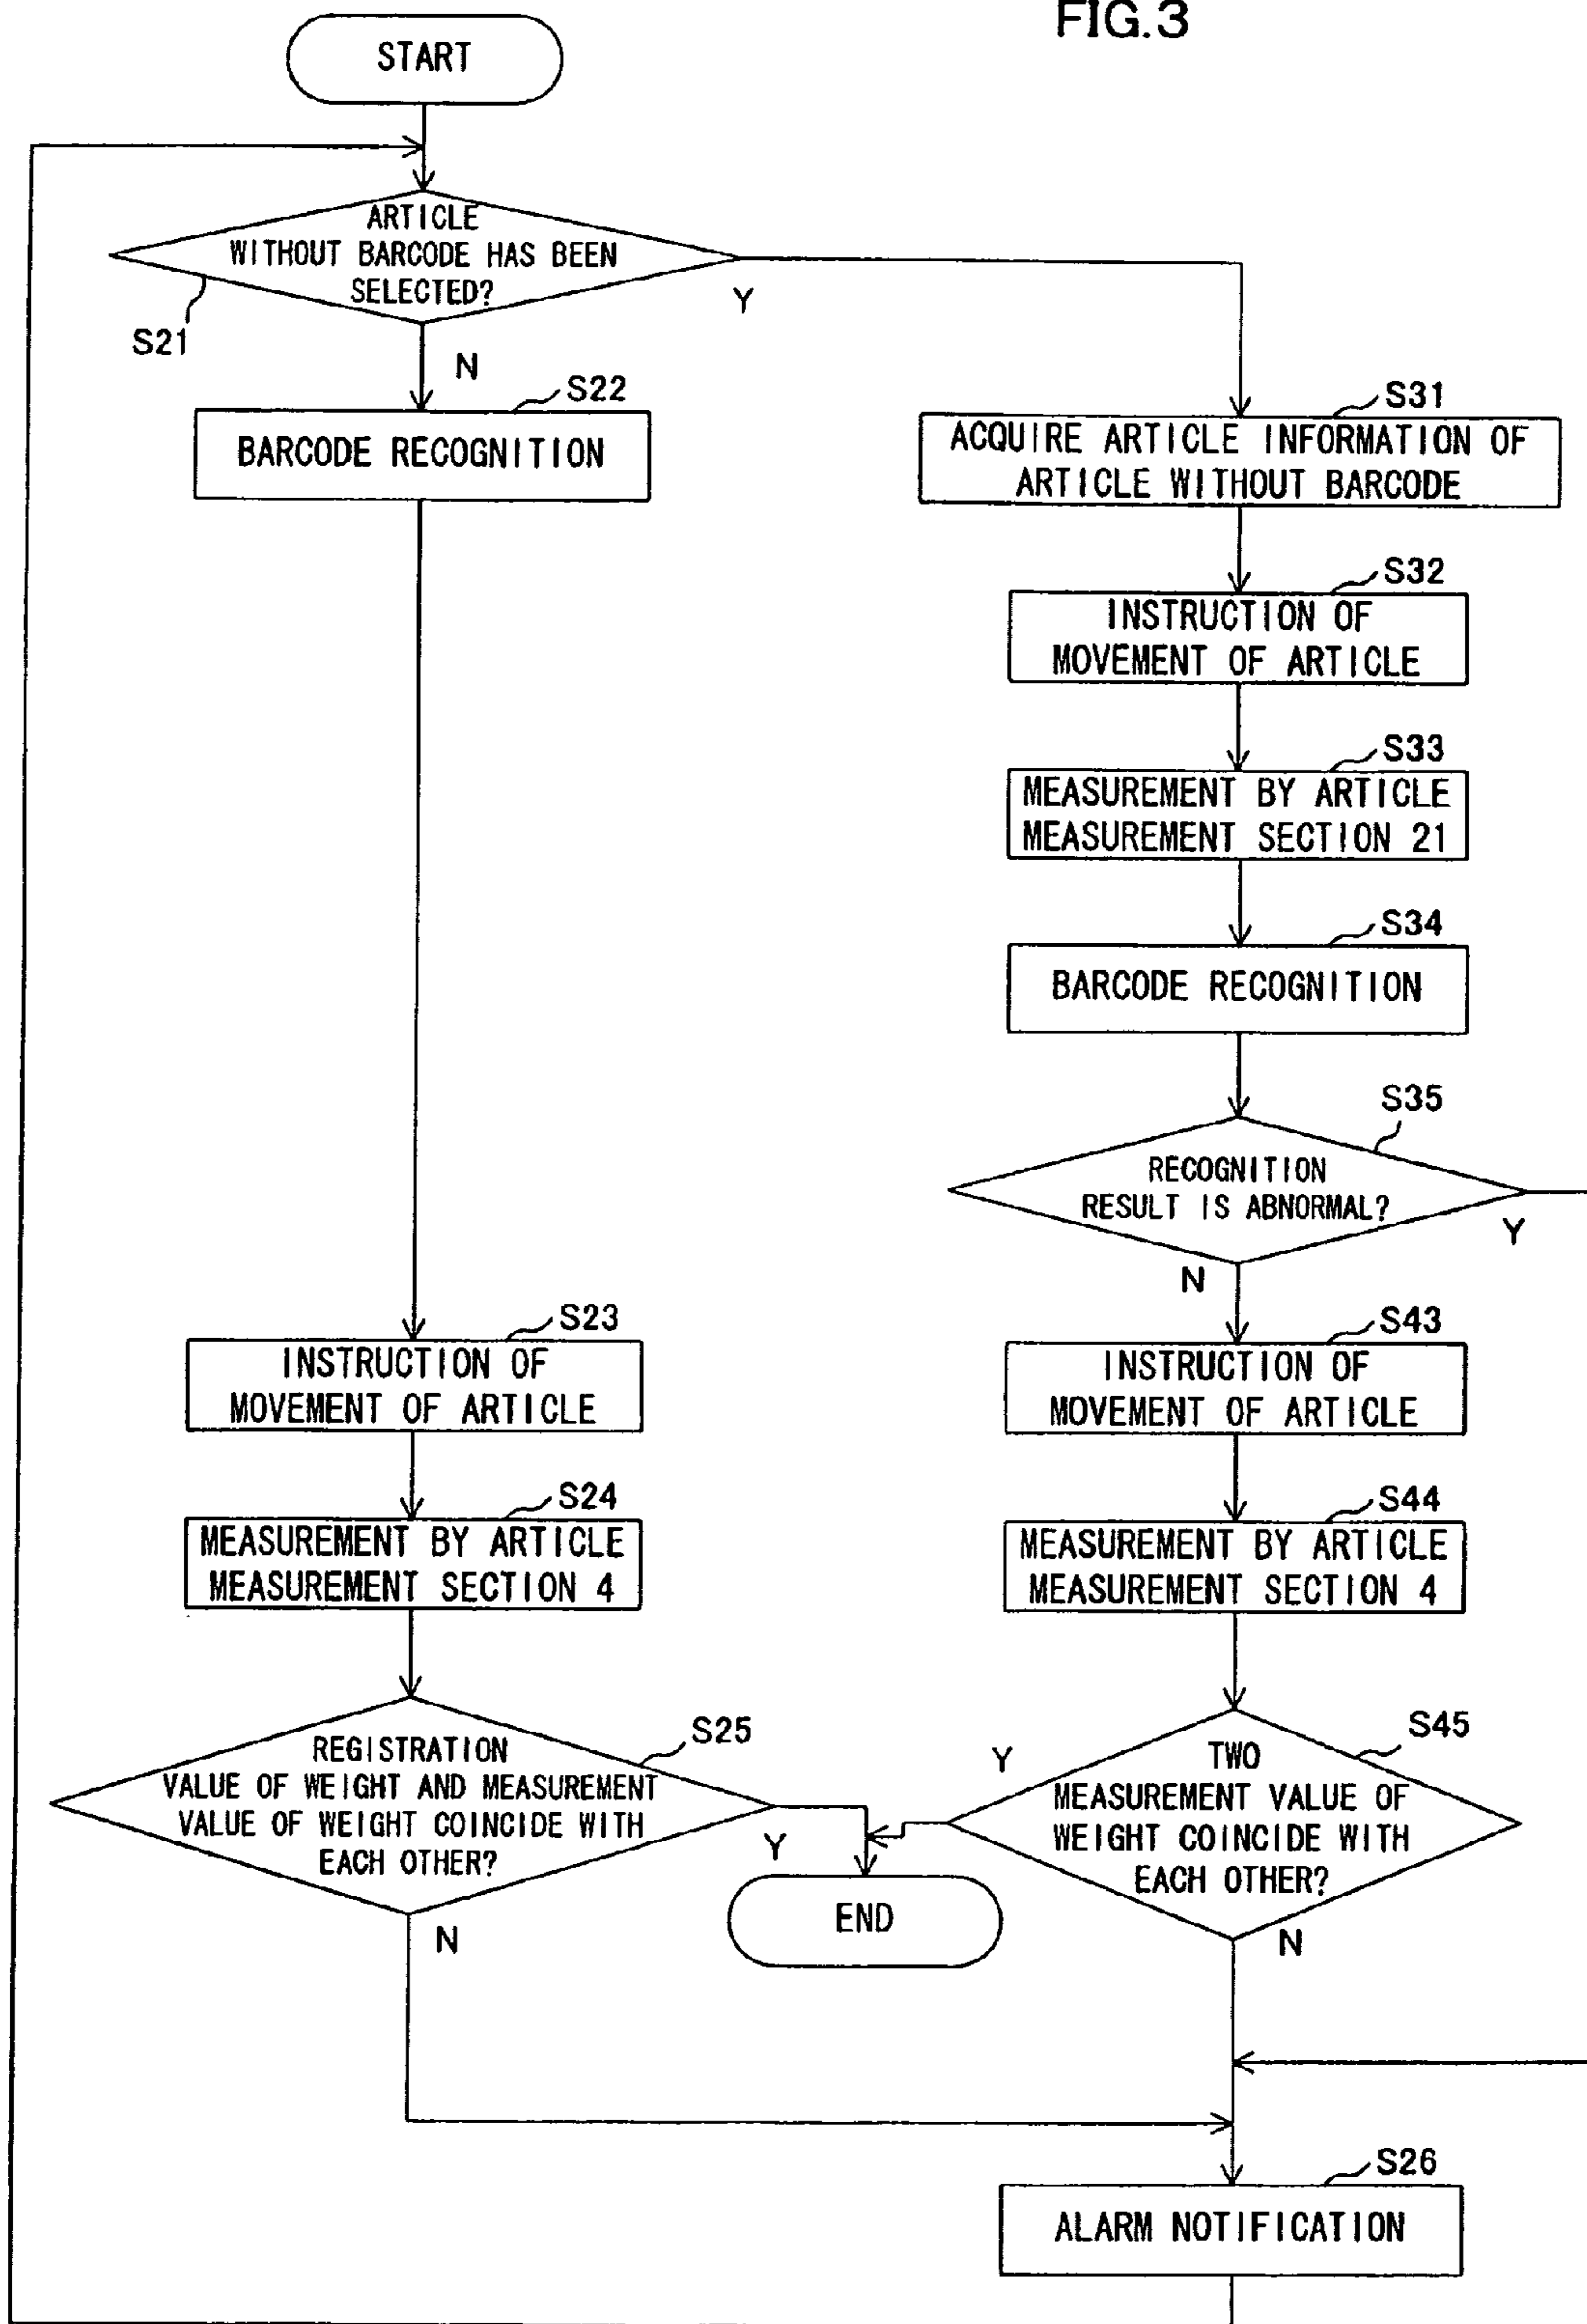 FIG.3
START
ARTICLE
WITHOUT BARCODE HAS BEEN
SELECTED?
S21
Y
N
S22
BARCODE RECOGNITION
S31
ACQUIRE ARTICLE INFORMATION OF
ARTICLE WITHOUT BARCODE
S32
INSTRUCTION OF
MOVEMENT OF ARTICLE
S33
MEASUREMENT BY ARTICLE
MEASUREMENT SECTION 21
S34
BARCODE RECOGNITION
S35
RECOGNITION
RESULT IS ABNORMAL?
Y
N
S23
INSTRUCTION OF
MOVEMENT OF ARTICLE
S43
INSTRUCTION OF
MOVEMENT OF ARTICLE
S24
MEASUREMENT BY ARTICLE
MEASUREMENT SECTION 4
S44
MEASUREMENT BY ARTICLE
MEASUREMENT SECTION 4
S25
REGISTRATION
VALUE OF WEIGHT AND MEASUREMENT
VALUE OF WEIGHT COINCIDE WITH
EACH OTHER?
Y
N
S45
Y
TWO
MEASUREMENT VALUE OF
WEIGHT COINCIDE WITH
EACH OTHER?
N
END
S26
ALARM NOTIFICATION